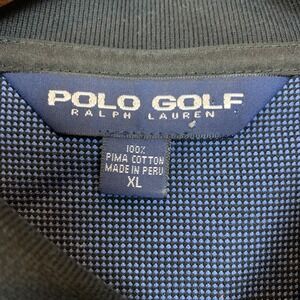 POLO GOLF
RALPH LAUREN
100%
PIMA COTTON
MADE IN PERU
XL